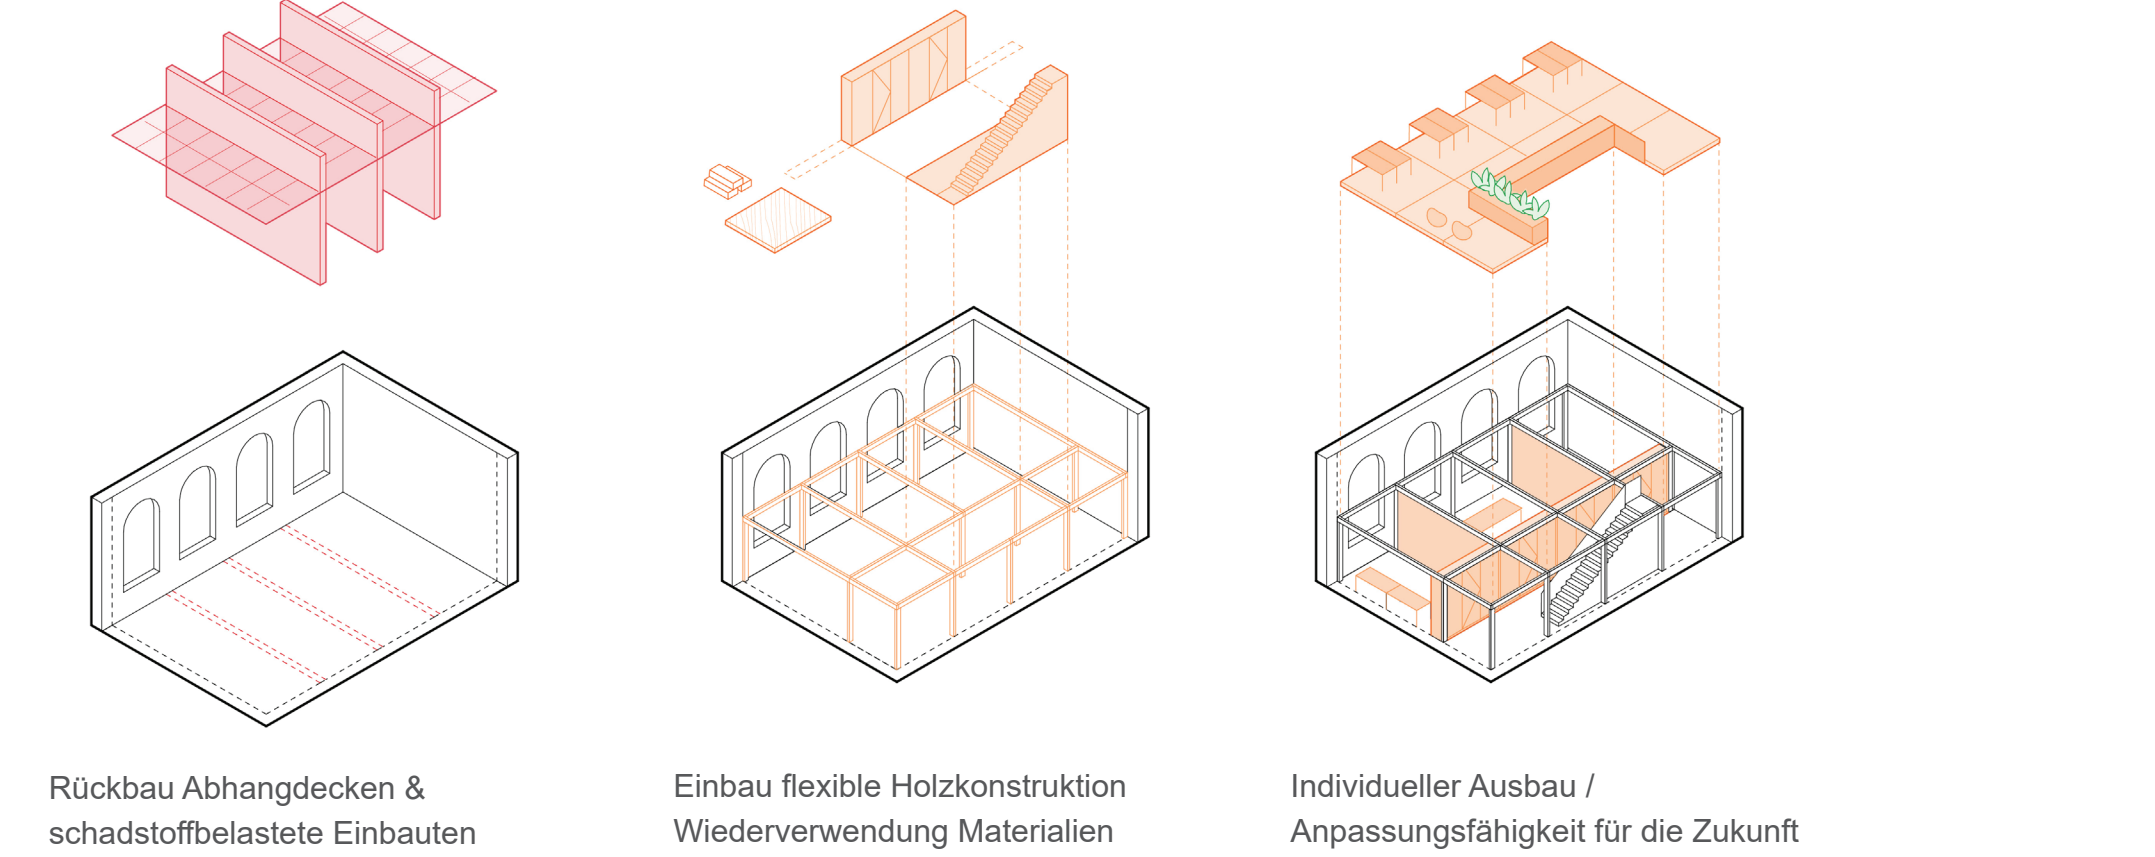 Rückbau Abhangdecken &
schadstoffbelastete Einbauten
Einbau flexible Holzkonstruktion
Wiederverwendung Materialien
Individueller Ausbau /
Anpassungsfähigkeit für die Zukunft